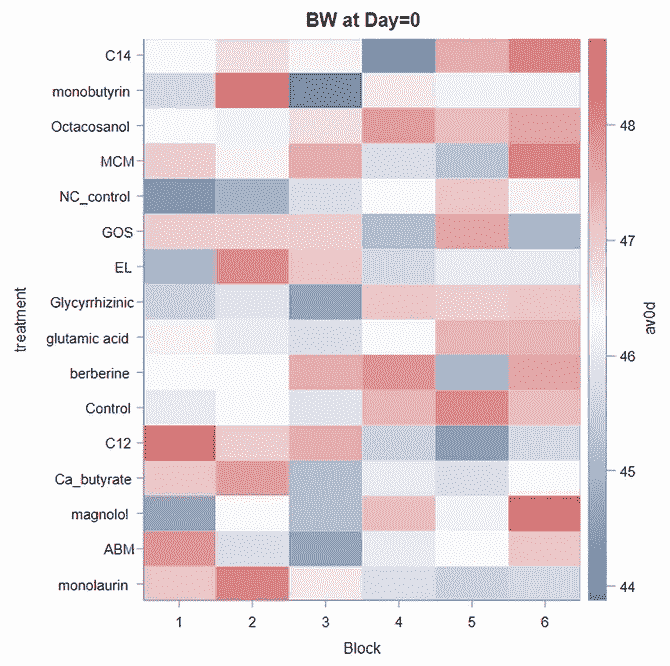 BW at Day=0
C14
monobutyrin
Octacosanol
MCM
NC_control
GOS
EL
Glycyrrhizinic
glutamic acid
berberine
Control
C12
Ca_butyrate
magnolol
ABM
monolaurin
treatment
1 2 3 4 5 6
Block
48
47
46
45
44
av0d